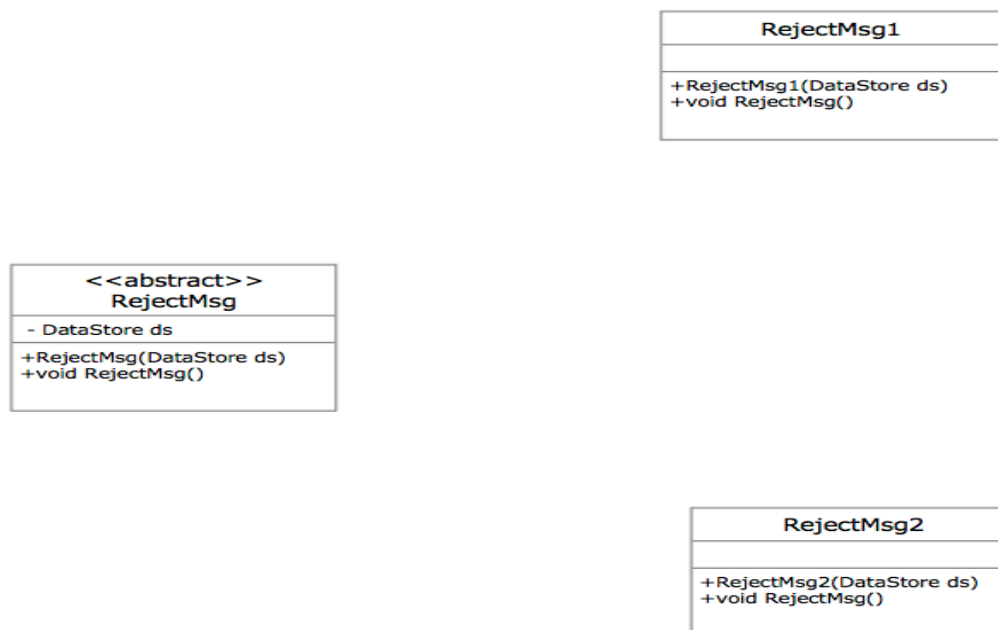 RejectMsg1
+RejectMsg1(DataStore ds)
+void RejectMsg()
<<abstract>>
RejectMsg
- DataStore ds
+RejectMsg(DataStore ds)
+void RejectMsg()
RejectMsg2
+RejectMsg2(DataStore ds)
+void RejectMsg()